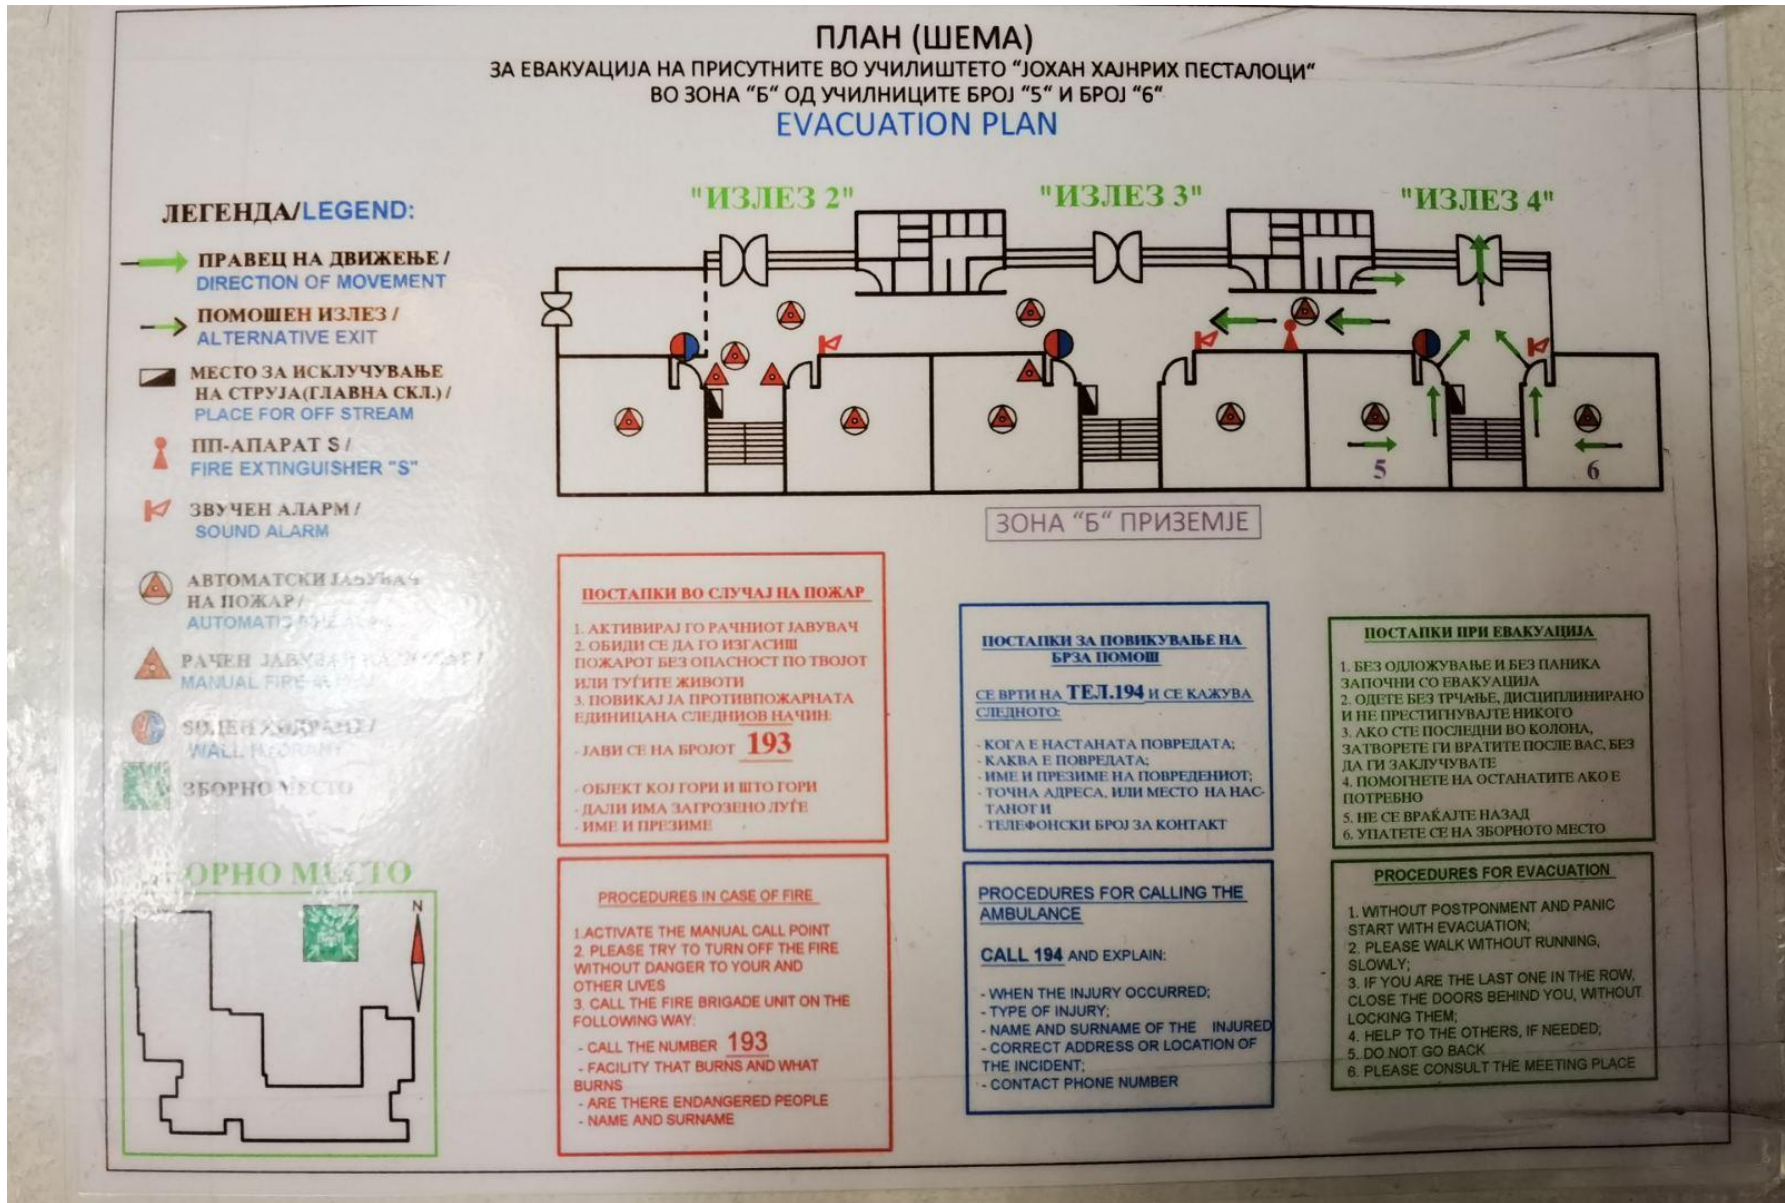 ПЛАН (ШЕМА)
ЗА ЕВАКУАЦИЈА НА ПРИСУТНИТЕ ВО УЧИЛИШТЕТО “ЈОХАН ХАЈНРИХ ПЕСТАЛОЦИ“
ВО ЗОНА “Б“ ОД УЧИЛНИЦИТЕ БРОЈ “5“ И БРОЈ “6“
EVACUATION PLAN
ЛЕГЕНДА/LEGEND:
ПРАВЕЦ НА ДВИЖЕЊЕ /
DIRECTION OF MOVEMENT
ПОМОШЕН ИЗЛЕЗ /
ALTERNATIVE EXIT
МЕСТО ЗА ИСКЛУЧУВАЊЕ
НА СТРУЈА(ГЛАВНА СКЛ.) /
PLACE FOR OFF STREAM
ПП-АПАРАТ S /
FIRE EXTINGUISHER "S"
ЗВУЧЕН АЛАРМ /
SOUND ALARM
АВТОМАТСКИ ЈАВУВАЧ
НА ПОЖАР/
AUTOMATIC
РАЧЕН ЈАВУВАЧ
MANUAL FIRE
ЅИДЕН ХИДРАНТ /
WALL HYDRANT
ЗБОРНО МЕСТО
"ИЗЛЕЗ 2"
"ИЗЛЕЗ 3"
"ИЗЛЕЗ 4"
5
6
ЗОНА “Б“ ПРИЗЕМЈЕ
ПОСТАПКИ ВО СЛУЧАЈ НА ПОЖАР
1. АКТИВИРАЈ ГО РАЧНИОТ ЈАВУВАЧ
2. ОБИДИ СЕ ДА ГО ИЗГАСИШ
ПОЖАРОТ БЕЗ ОПАСНОСТ ПО ТВОЈОТ
ИЛИ ТУЃИТЕ ЖИВОТИ
3. ПОВИКАЈ ЈА ПРОТИВПОЖАРНАТА
ЕДИНИЦАНА СЛЕДНИОВ НАЧИН:
- ЈАВИ СЕ НА БРОЈОТ 193
- ОБЈЕКТ КОЈ ГОРИ И ШТО ГОРИ
- ДАЛИ ИМА ЗАГРОЗЕНО ЛУЃЕ
- ИМЕ И ПРЕЗИМЕ
ПОСТАПКИ ЗА ПОВИКУВАЊЕ НА
БРЗА ПОМОШ
СЕ ВРТИ НА ТЕЛ.194 И СЕ КАЖУВА
СЛЕДНОТО:
- КОГА Е НАСТАНАТА ПОВРЕДАТА;
- КАКВА Е ПОВРЕДАТА;
- ИМЕ И ПРЕЗИМЕ НА ПОВРЕДЕНИОТ;
- ТОЧНА АДРЕСА, ИЛИ МЕСТО НА НАС-
ТАНОТ И
- ТЕЛЕФОНСКИ БРОЈ ЗА КОНТАКТ
ПОСТАПКИ ПРИ ЕВАКУАЦИЈА
1. БЕЗ ОДЛОЖУВАЊЕ И БЕЗ ПАНИКА
ЗАПОЧНИ СО ЕВАКУАЦИЈА
2. ОДЕТЕ БЕЗ ТРЧАЊЕ, ДИСЦИПЛИНИРАНО
И НЕ ПРЕСТИГНУВАЈТЕ НИКОГО
3. АКО СТЕ ПОСЛЕДНИ ВО КОЛОНА,
ЗАТВОРЕТЕ ГИ ВРАТИТЕ ПОСЛЕ ВАС, БЕЗ
ДА ГИ ЗАКЛУЧУВАТЕ
4. ПОМОГНЕТЕ НА ОСТАНАТИТЕ АКО Е
ПОТРЕБНО
5. НЕ СЕ ВРАЌАЈТЕ НАЗАД
6. УПАТЕТЕ СЕ НА ЗБОРНОТО МЕСТО
ЗБОРНО МЕСТО
N
PROCEDURES IN CASE OF FIRE
1.ACTIVATE THE MANUAL CALL POINT
2. PLEASE TRY TO TURN OFF THE FIRE
WITHOUT DANGER TO YOUR AND
OTHER LIVES
3. CALL THE FIRE BRIGADE UNIT ON THE
FOLLOWING WAY:
- CALL THE NUMBER 193
- FACILITY THAT BURNS AND WHAT
BURNS
- ARE THERE ENDANGERED PEOPLE
- NAME AND SURNAME
PROCEDURES FOR CALLING THE
AMBULANCE
CALL 194 AND EXPLAIN:
- WHEN THE INJURY OCCURRED;
- TYPE OF INJURY;
- NAME AND SURNAME OF THE INJURED
- CORRECT ADDRESS OR LOCATION OF
THE INCIDENT;
- CONTACT PHONE NUMBER
PROCEDURES FOR EVACUATION
1. WITHOUT POSTPONMENT AND PANIC
START WITH EVACUATION;
2. PLEASE WALK WITHOUT RUNNING,
SLOWLY;
3. IF YOU ARE THE LAST ONE IN THE ROW,
CLOSE THE DOORS BEHIND YOU, WITHOUT
LOCKING THEM;
4. HELP TO THE OTHERS, IF NEEDED;
5. DO NOT GO BACK
6. PLEASE CONSULT THE MEETING PLACE